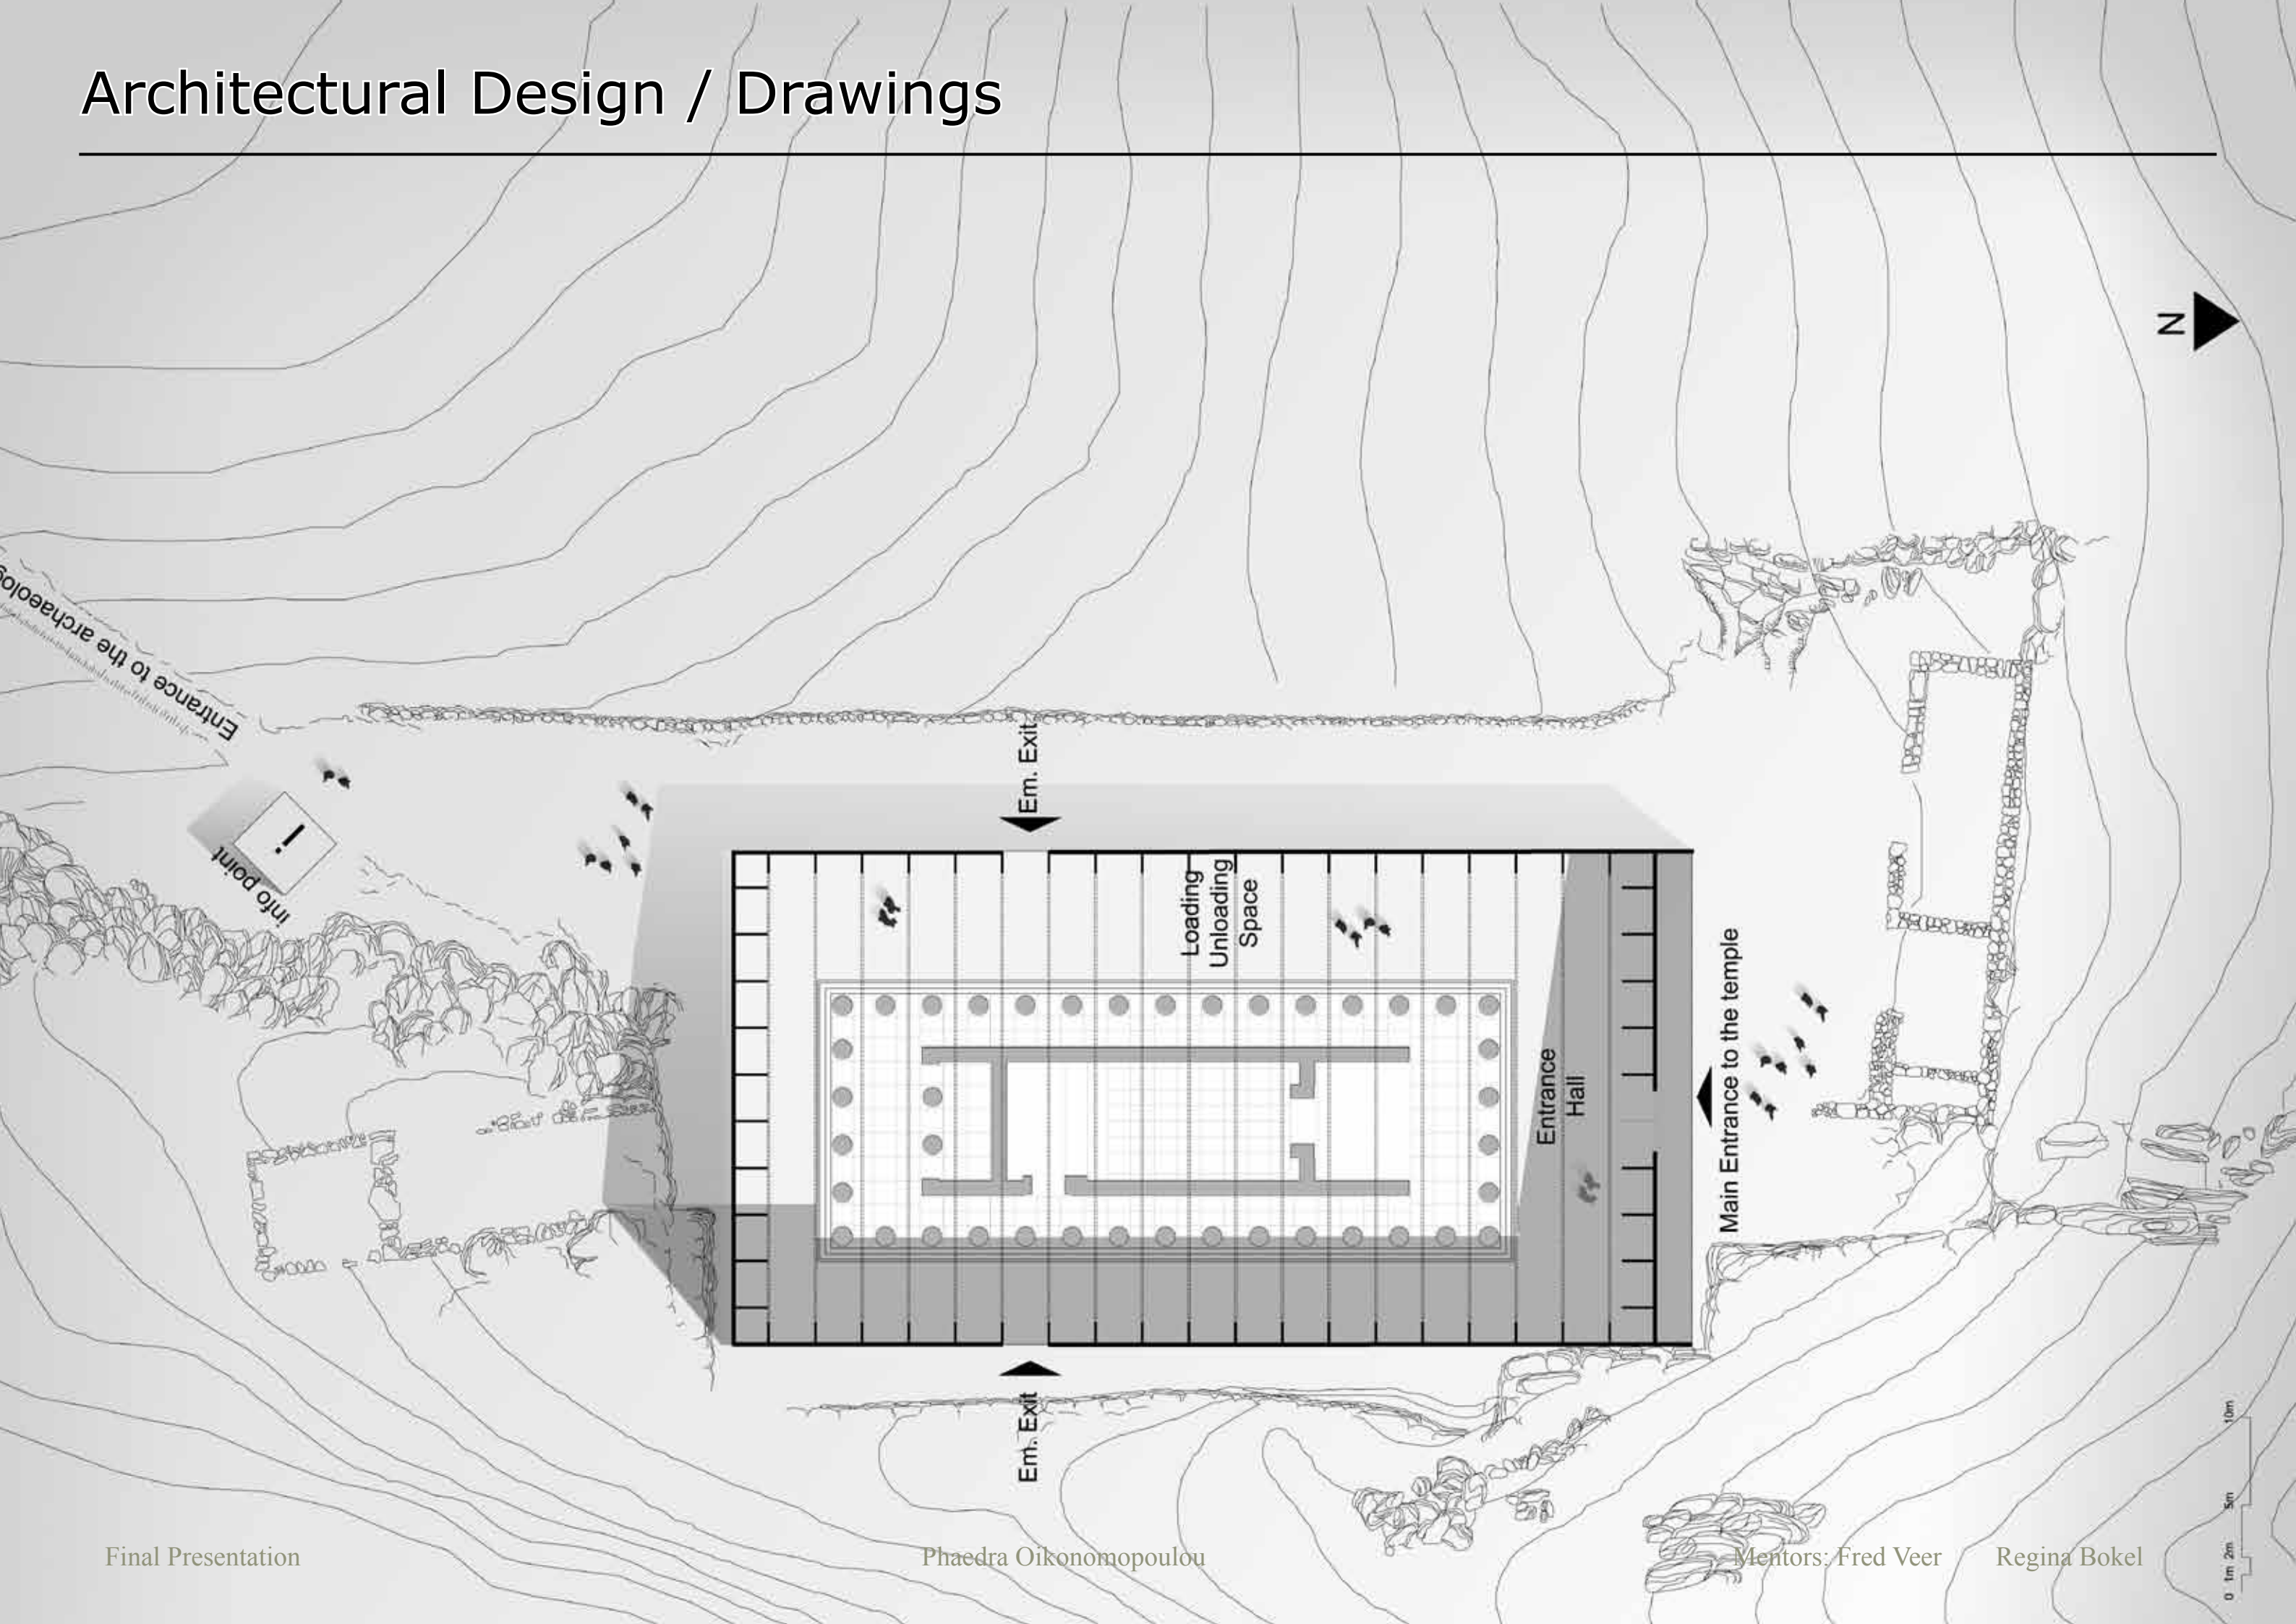 Architectural Design / Drawings
N
Entrance to the archaeolog
info point
!
Em. Exit
Loading
Unloading
Space
Entrance
Hall
Main Entrance to the temple
Em. Exit
0 1m 2m 5m 10m
Final Presentation
Phaedra Oikonomopoulou
Mentors: Fred Veer Regina Bokel